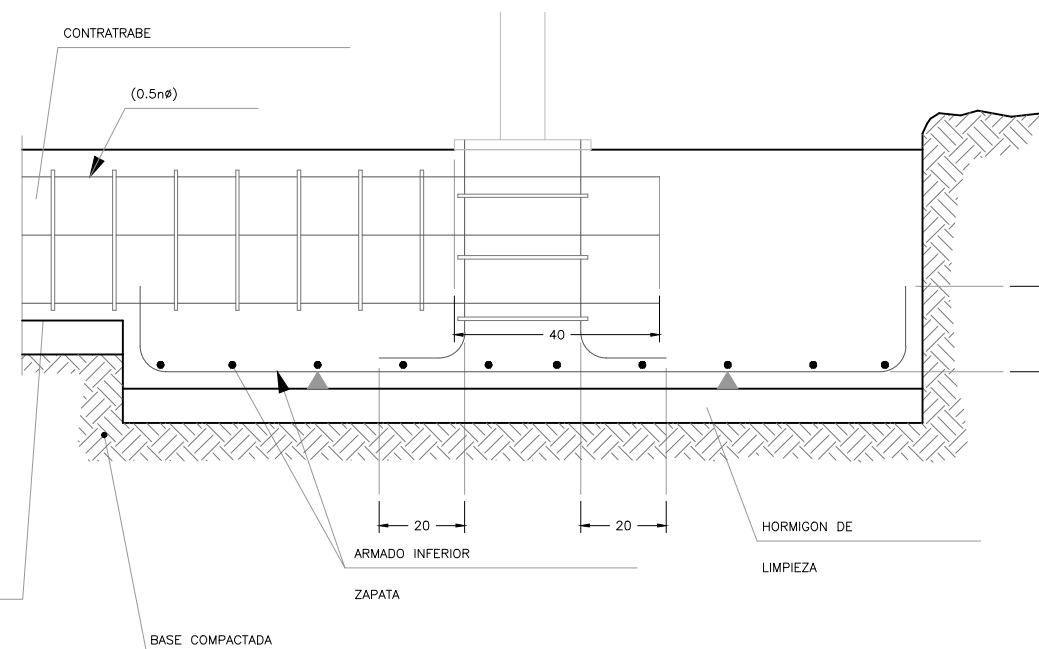 CONTRATRABE
(0.5nø)
40
20
20
HORMIGON DE
LIMPIEZA
ARMADO INFERIOR
ZAPATA
BASE COMPACTADA